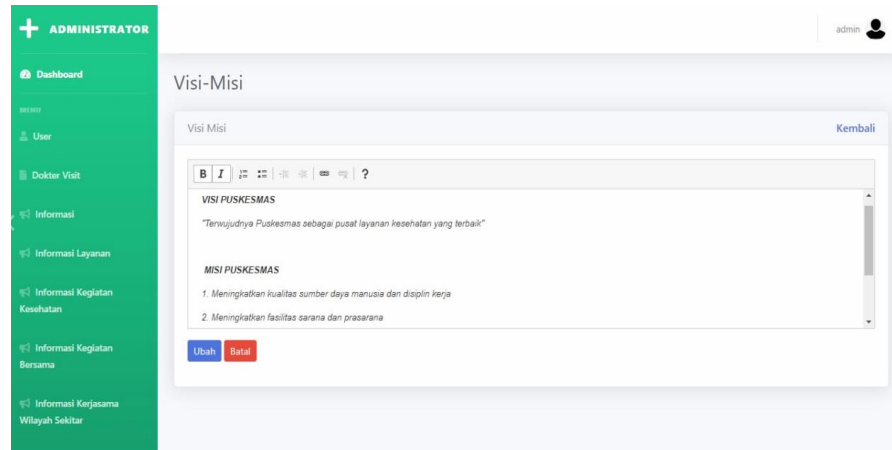 ADMINISTRATOR
admin
Dashboard
MENU
User
Dokter Visit
Informasi
Informasi Layanan
Informasi Kegiatan
Kesehatan
Informasi Kegiatan
Bersama
Informasi Kerjasama
Wilayah Sekitar
Visi-Misi
Visi Misi
Kembali
B I ?
VISI PUSKESMAS
"Terwujudnya Puskesmas sebagai pusat layanan kesehatan yang terbaik"
MISI PUSKESMAS
1. Meningkatkan kualitas sumber daya manusia dan disiplin kerja
2. Meningkatkan fasilitas sarana dan prasarana
Ubah Batal